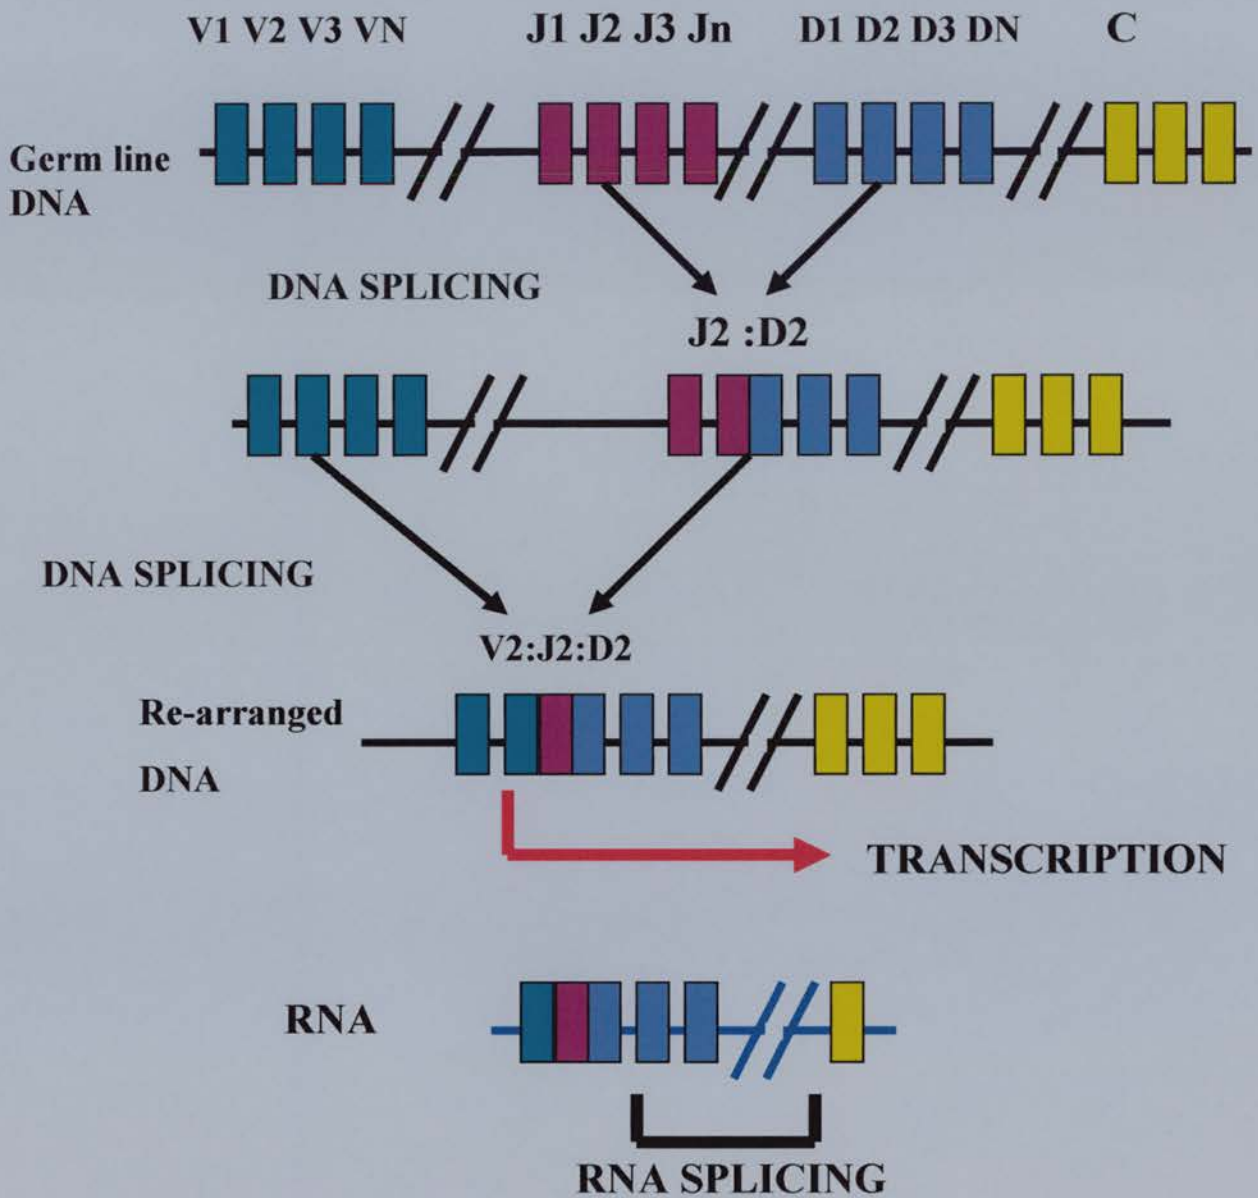 V1 V2 V3 VN J1 J2 J3 Jn D1 D2 D3 DN C
Germ line
DNA
DNA SPLICING
J2 :D2
DNA SPLICING
V2:J2:D2
Re-arranged
DNA
TRANSCRIPTION
RNA
RNA SPLICING